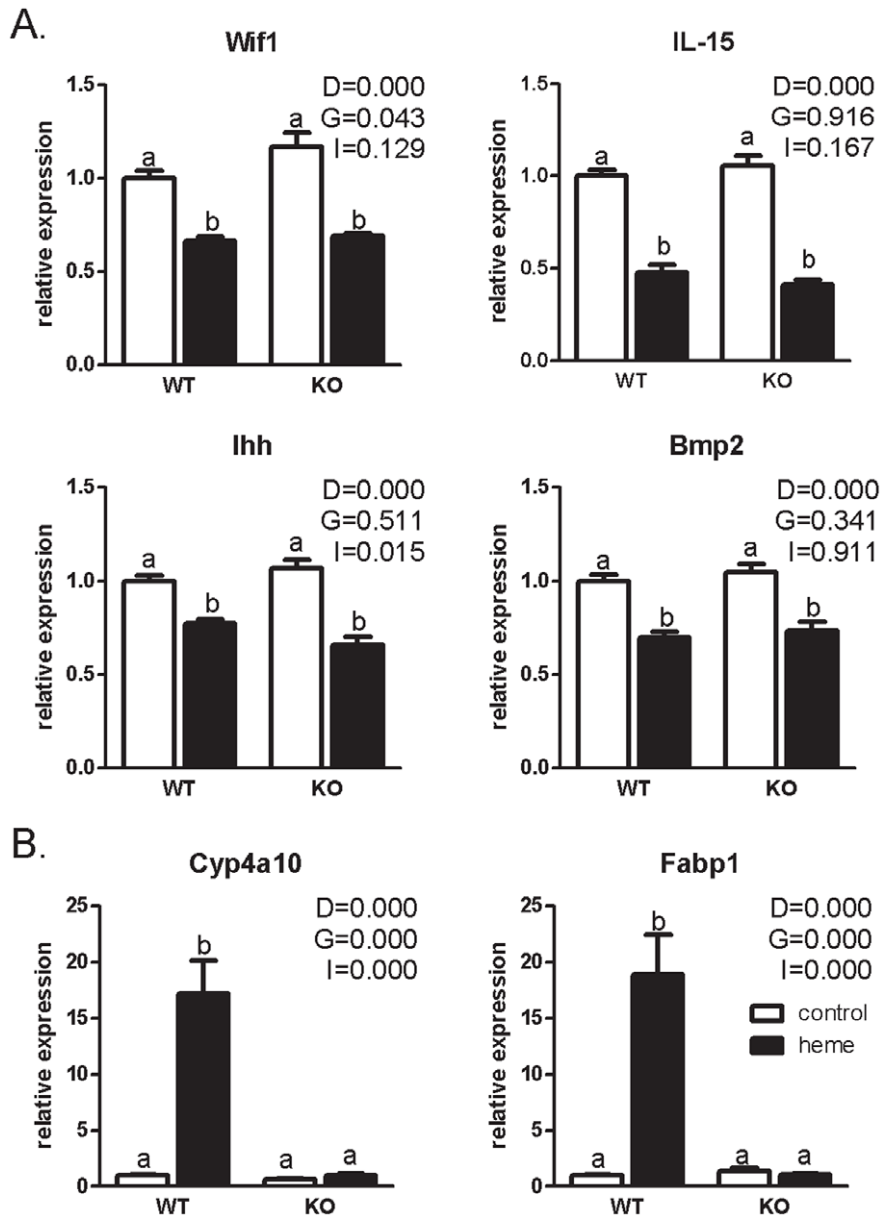 A.
Wif1
D=0.000
G=0.043
I=0.129
relative expression
1.5
1.0
0.5
0.0
a
b
a
b
WT
KO
IL-15
D=0.000
G=0.916
I=0.167
relative expression
1.5
1.0
0.5
0.0
a
b
a
b
WT
KO
Ihh
D=0.000
G=0.511
I=0.015
relative expression
1.5
1.0
0.5
0.0
a
b
a
b
WT
KO
Bmp2
D=0.000
G=0.341
I=0.911
relative expression
1.5
1.0
0.5
0.0
a
b
a
b
WT
KO
B.
Cyp4a10
D=0.000
G=0.000
I=0.000
relative expression
25
20
15
10
5
0
a
b
a
a
WT
KO
Fabp1
D=0.000
G=0.000
I=0.000
relative expression
25
20
15
10
5
0
a
b
a
a
control
heme
WT
KO